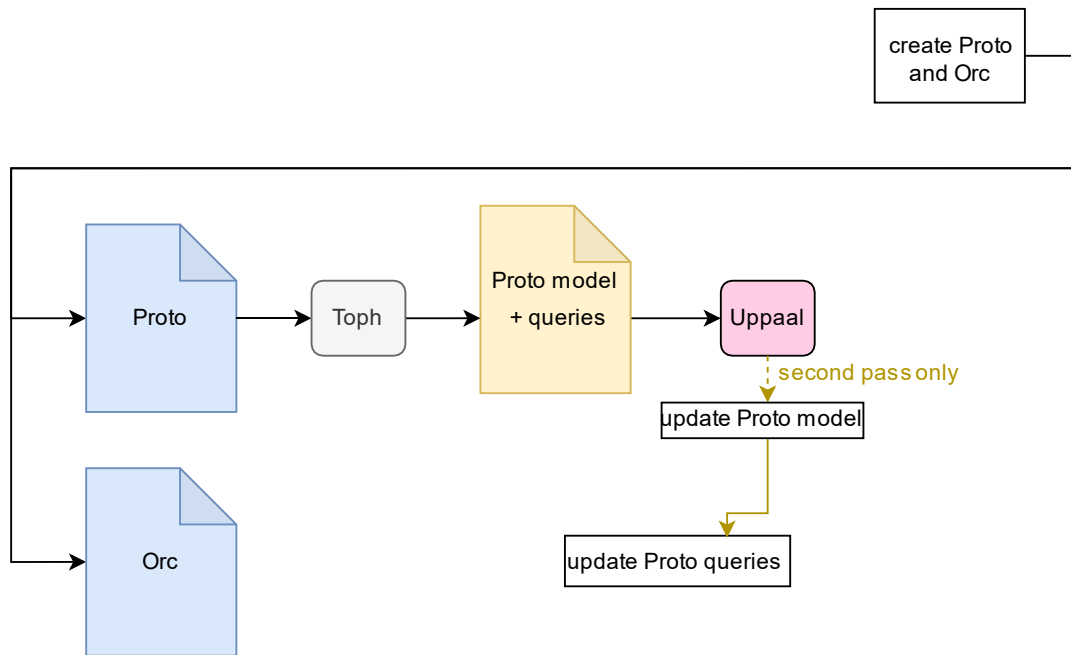 create Proto
and Orc
Proto
Toph
Proto model
+ queries
Uppaal
second pass only
update Proto model
Orc
update Proto queries